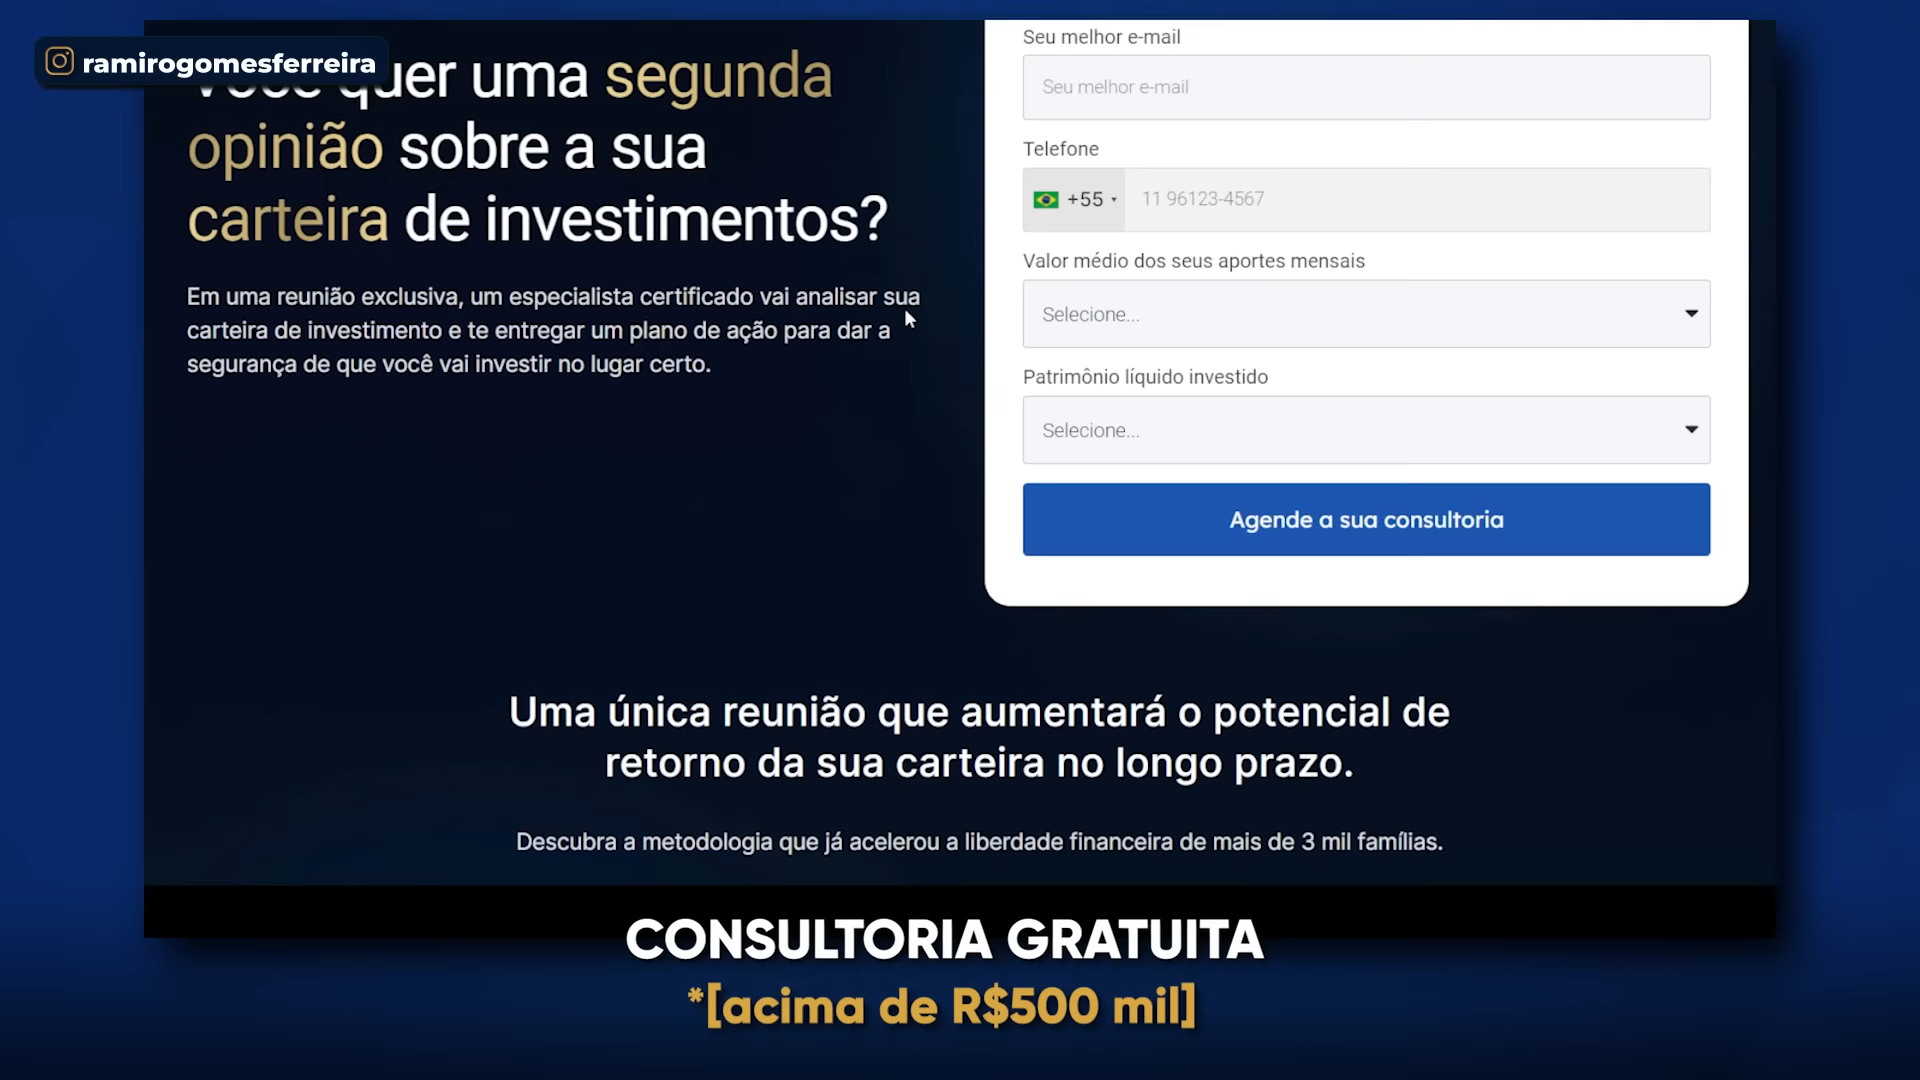 ramirogomesferreira
Você quer uma segunda
opinião sobre a sua
carteira de investimentos?
Em uma reunião exclusiva, um especialista certificado vai analisar sua
carteira de investimento e te entregar um plano de ação para dar a
segurança de que você vai investir no lugar certo.
Seu melhor e-mail
Seu melhor e-mail
Telefone
+55 11 96123-4567
Valor médio dos seus aportes mensais
Selecione...
Patrimônio líquido investido
Selecione...
Agende a sua consultoria
Uma única reunião que aumentará o potencial de
retorno da sua carteira no longo prazo.
Descubra a metodologia que já acelerou a liberdade financeira de mais de 3 mil famílias.
CONSULTORIA GRATUITA
*[acima de R$500 mil]